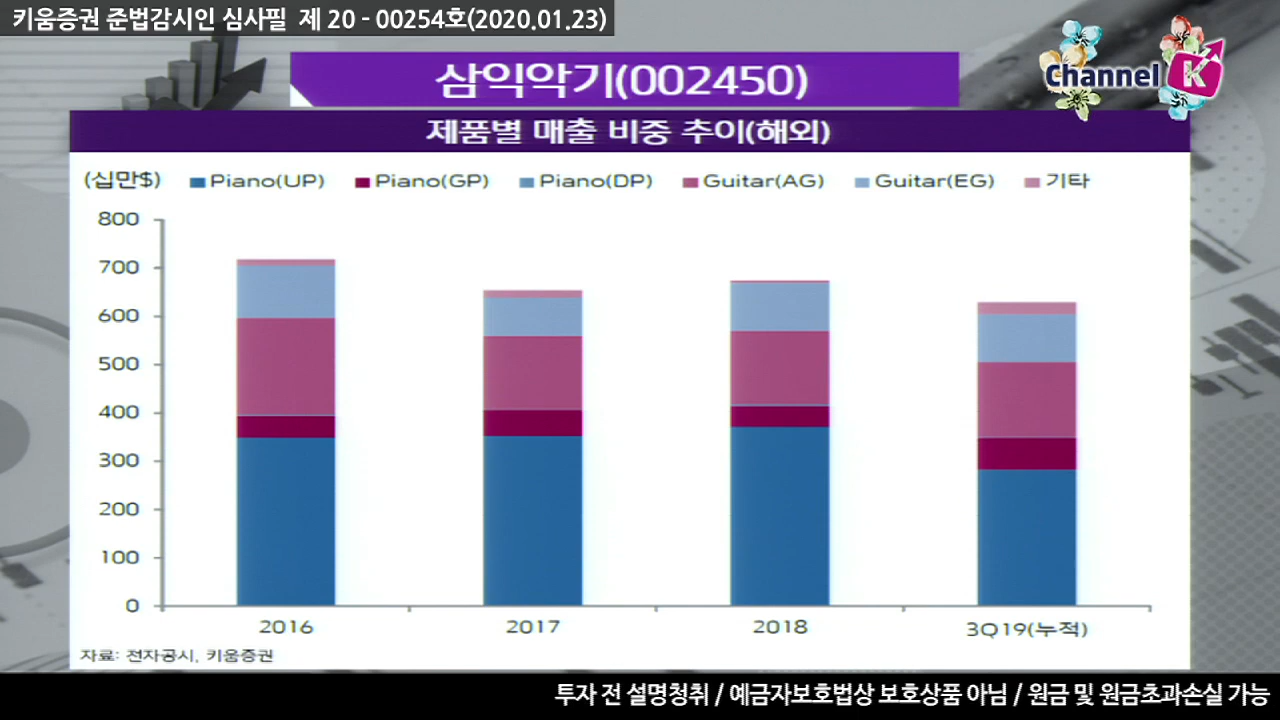 키움증권 준법감시인 심사필 제 20 - 00254호(2020.01.23)
삼익악기(002450)
Channel K
제품별 매출 비중 추이(해외)
(십만$) Piano(UP) Piano(GP) Piano(DP) Guitar(AG) Guitar(EG) 기타
800
700
600
500
400
300
200
100
0
2016 2017 2018 3Q19(누적)
자료: 전자공시, 키움증권
투자 전 설명청취 / 예금자보호법상 보호상품 아님 / 원금 및 원금초과손실 가능